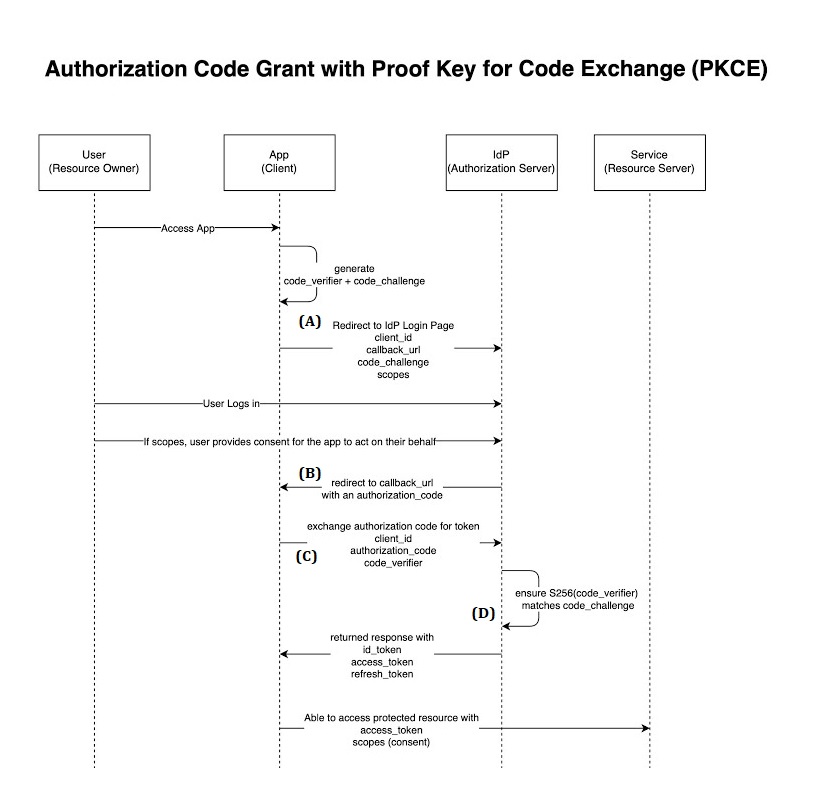 Authorization Code Grant with Proof Key for Code Exchange (PKCE)
User
(Resource Owner)
App
(Client)
IdP
(Authorization Server)
Service
(Resource Server)
Access App
generate
code_verifier + code_challenge
(A)
Redirect to IdP Login Page
client_id
callback_url
code_challenge
scopes
User Logs in
If scopes, user provides consent for the app to act on their behalf
(B)
redirect to callback_url
with an authorization_code
exchange authorization code for token
client_id
(C)
authorization_code
code_verifier
ensure S256(code_verifier)
matches code_challenge
(D)
returned response with
id_token
access_token
refresh_token
Able to access protected resource with
access_token
scopes (consent)